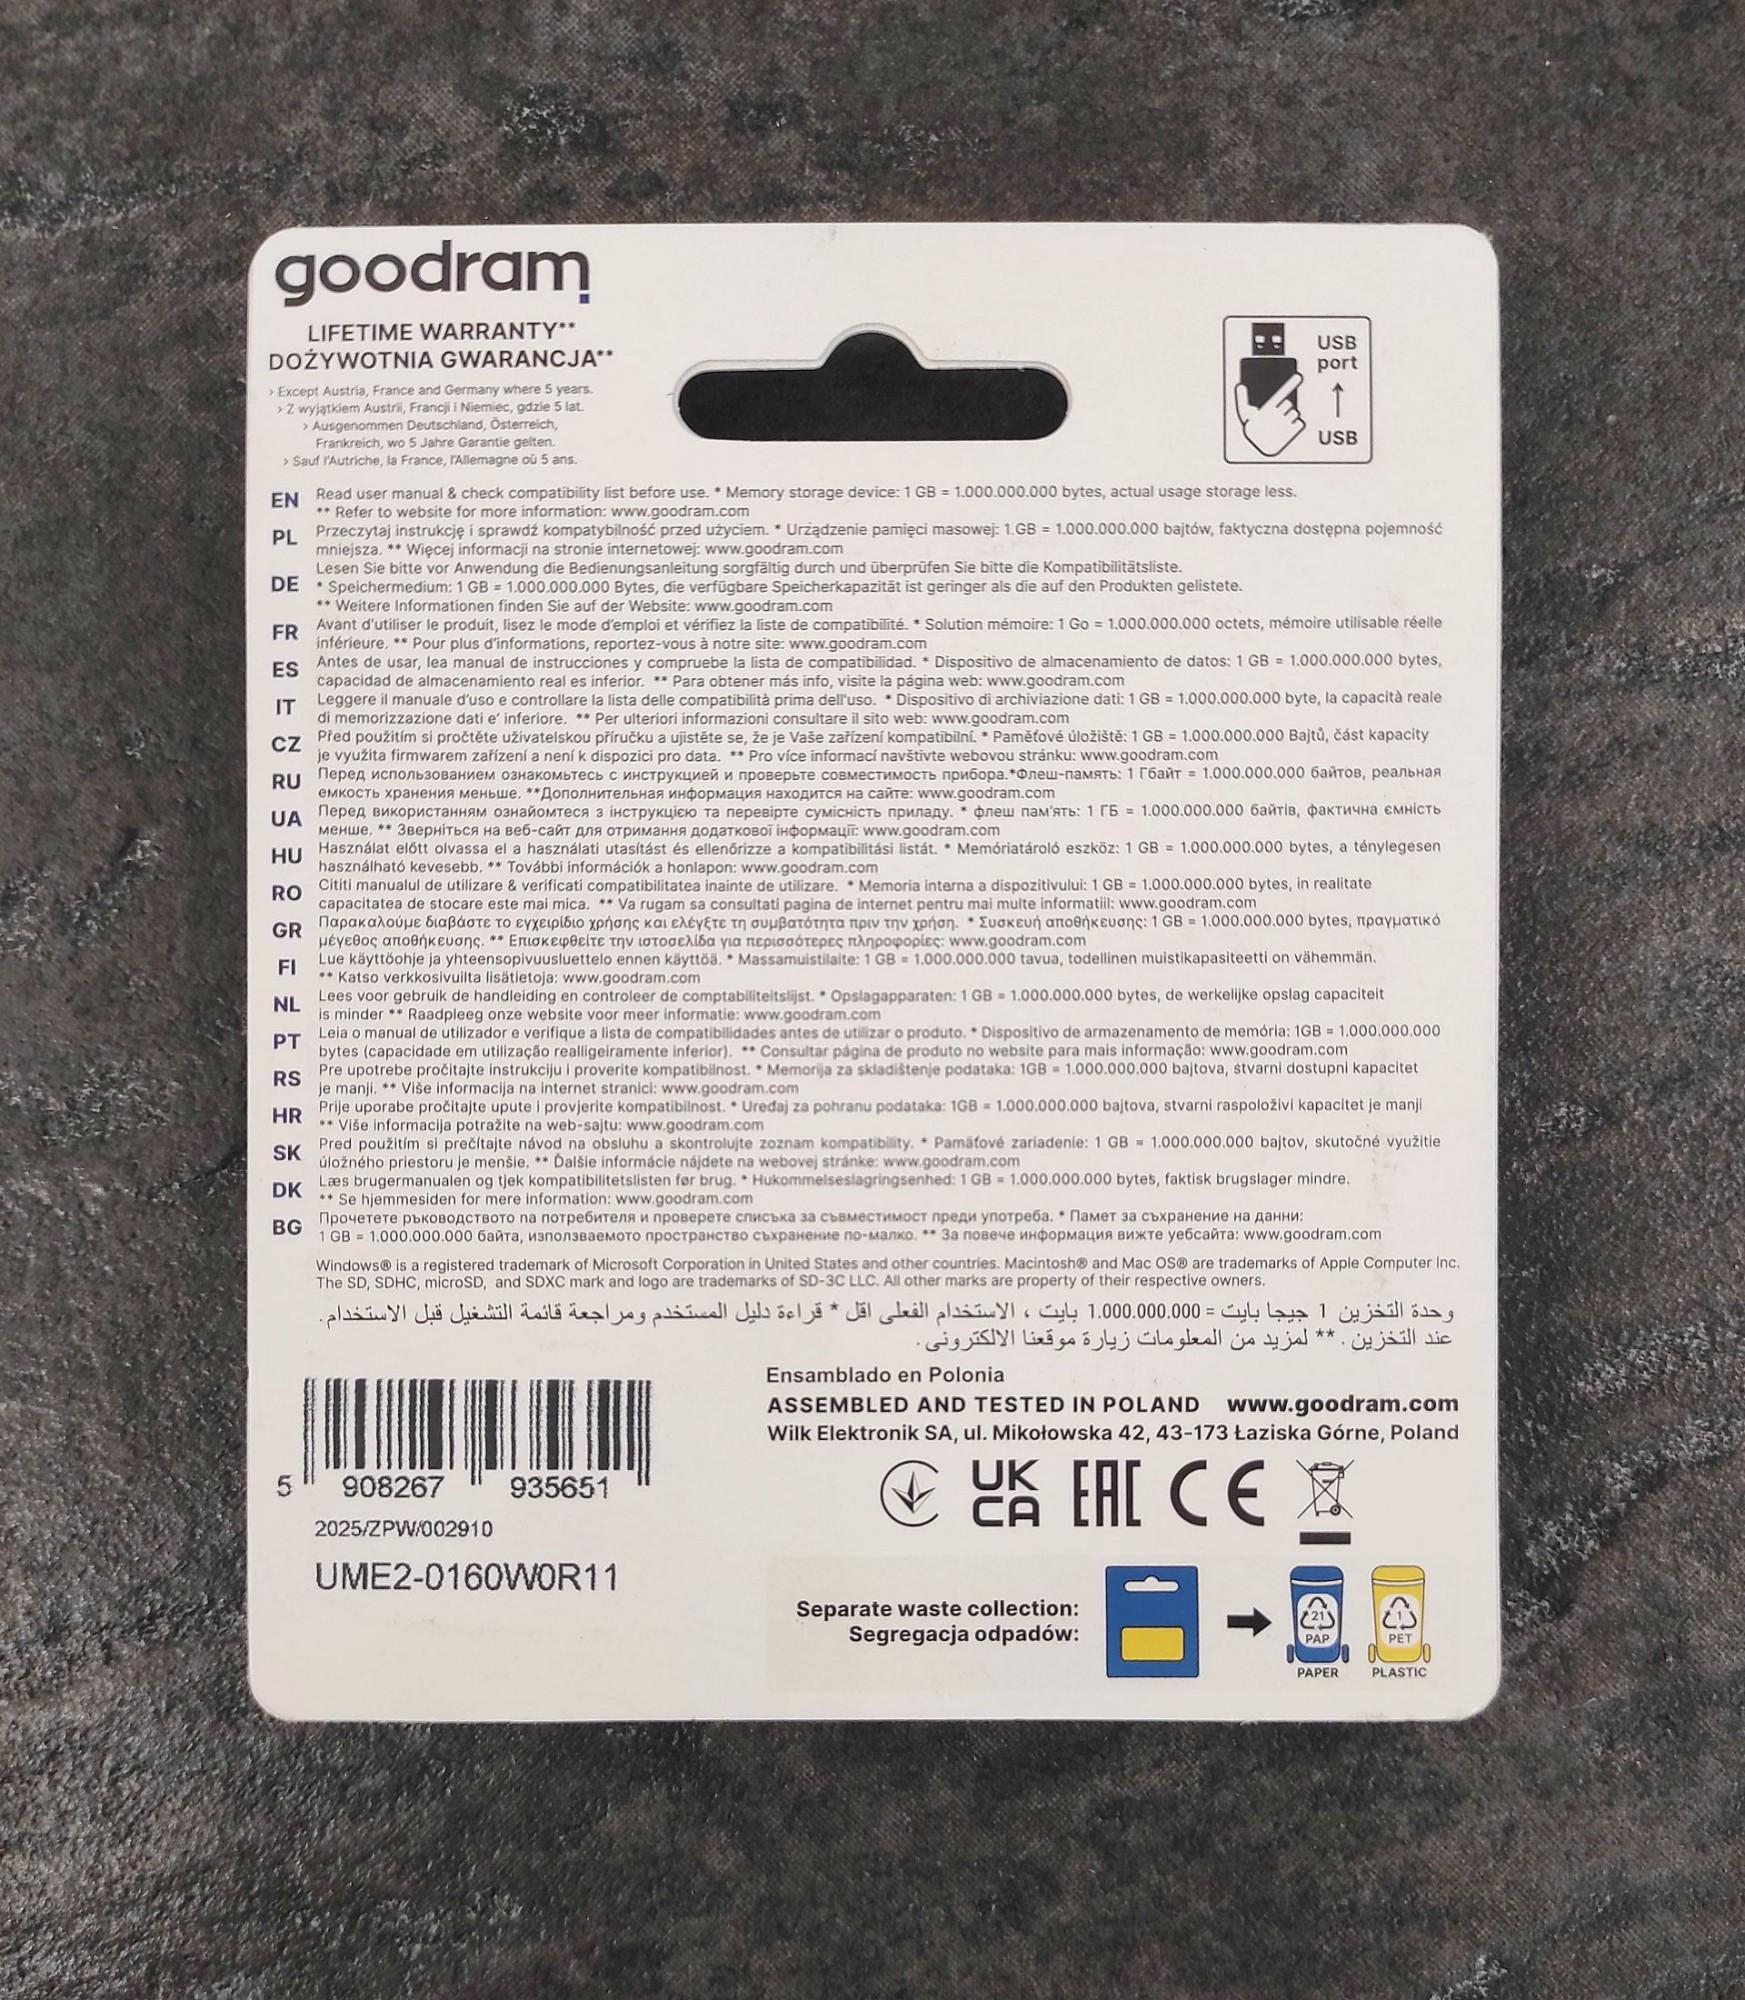 goodram
LIFETIME WARRANTY**
DOŻYWOTNIA GWARANCJA**
› Except Austria, France and Germany where 5 years.
› Z wyjątkiem Austrii, Francji i Niemiec, gdzie 5 lat.
› Ausgenommen Deutschland, Österreich,
Frankreich, wo 5 Jahre Garantie gelten.
› Sauf l'Autriche, la France, l'Allemagne où 5 ans.
USB
port
USB
EN Read user manual & check compatibility list before use. * Memory storage device: 1 GB = 1.000.000.000 bytes, actual usage storage less.
** Refer to website for more information: www.goodram.com
PL Przeczytaj instrukcję i sprawdź kompatybilność przed użyciem. * Urządzenie pamięci masowej: 1 GB = 1.000.000.000 bajtów, faktyczna dostępna pojemność
mniejsza. ** Więcej informacji na stronie internetowej: www.goodram.com
DE Lesen Sie bitte vor Anwendung die Bedienungsanleitung sorgfältig durch und überprüfen Sie bitte die Kompatibilitätsliste.
* Speichermedium: 1 GB = 1.000.000.000 Bytes, die verfügbare Speicherkapazität ist geringer als die auf den Produkten gelistete.
** Weitere Informationen finden Sie auf der Website: www.goodram.com
FR Avant d'utiliser le produit, lisez le mode d'emploi et vérifiez la liste de compatibilité. * Solution mémoire: 1 Go = 1.000.000.000 octets, mémoire utilisable réelle
inférieure. ** Pour plus d'informations, reportez-vous à notre site: www.goodram.com
ES Antes de usar, lea manual de instrucciones y compruebe la lista de compatibilidad. * Dispositivo de almacenamiento de datos: 1 GB = 1.000.000.000 bytes,
capacidad de almacenamiento real es inferior. ** Para obtener más info, visite la página web: www.goodram.com
IT Leggere il manuale d'uso e controllare la lista delle compatibilità prima dell'uso. * Dispositivo di archiviazione dati: 1 GB = 1.000.000.000 byte, la capacità reale
di memorizzazione dati e' inferiore. ** Per ulteriori informazioni consultare il sito web: www.goodram.com
CZ Před použitím si pročtěte uživatelskou příručku a ujistěte se, že je Vaše zařízení kompatibilní. * Paměťové úložiště: 1 GB = 1.000.000.000 Bajtů, část kapacity
je využita firmwarem zařízení a není k dispozici pro data. ** Pro více informací navštivte webovou stránku: www.goodram.com
RU Перед использованием ознакомьтесь с инструкцией и проверьте совместимость прибора.*Флеш-память: 1 Гбайт = 1.000.000.000 байтов, реальная
емкость хранения меньше. **Дополнительная информация находится на сайте: www.goodram.com
UA Перед використанням ознайомтеся з інструкцією та перевірте сумісність приладу. * флеш пам'ять: 1 ГБ = 1.000.000.000 байтів, фактична ємність
менше. ** Зверніться на веб-сайт для отримання додаткової інформації: www.goodram.com
HU Használat előtt olvassa el a használati utasítást és ellenőrizze a kompatibilitási listát. * Memóriatároló eszköz: 1 GB = 1.000.000.000 bytes, a ténylegesen
használható kevesebb. ** További információk a honlapon: www.goodram.com
RO Cititi manualul de utilizare & verificati compatibilitatea inainte de utilizare. * Memoria interna a dispozitivului: 1 GB = 1.000.000.000 bytes, in realitate
capacitatea de stocare este mai mica. ** Va rugam sa consultati pagina de internet pentru mai multe informatiil: www.goodram.com
GR Παρακαλούμε διαβάστε το εγχειρίδιο χρήσης και ελέγξτε τη συμβατότητα πριν την χρήση. * Συσκευή αποθήκευσης: 1 GB = 1.000.000.000 bytes, πραγματικό
μέγεθος αποθήκευσης. ** Επισκεφθείτε την ιστοσελίδα για περισσότερες πληροφορίες: www.goodram.com
FI Lue käyttöohje ja yhteensopivuusluettelo ennen käyttöä. * Massamuistilaite: 1 GB = 1.000.000.000 tavua, todellinen muistikapasiteetti on vähemmän.
** Katso verkkosivuilta lisätietoja: www.goodram.com
NL Lees voor gebruik de handleiding en controleer de comptabiliteitslijst. * Opslagapparaten: 1 GB = 1.000.000.000 bytes, de werkelijke opslag capaciteit
is minder ** Raadpleeg onze website voor meer informatie: www.goodram.com
PT Leia o manual de utilizador e verifique a lista de compatibilidades antes de utilizar o produto. * Dispositivo de armazenamento de memória: 1GB = 1.000.000.000
bytes (capacidade em utilização realligeiramente inferior). ** Consultar página de produto no website para mais informação: www.goodram.com
RS Pre upotrebe pročitajte instrukciju i proverite kompatibilnost. * Memorija za skladištenje podataka: 1GB = 1.000.000.000 bajtova, stvarni dostupni kapacitet
je manji. ** Više informacija na internet stranici: www.goodram.com
HR Prije uporabe pročitajte upute i provjerite kompatibilnost. * Uređaj za pohranu podataka: 1GB = 1.000.000.000 bajtova, stvarni raspoloživi kapacitet je manji
** Više informacija potražite na web-sajtu: www.goodram.com
SK Pred použitím si prečítajte návod na obsluhu a skontrolujte zoznam kompatibility. * Pamäťové zariadenie: 1 GB = 1.000.000.000 bajtov, skutočné využitie
úložného priestoru je menšie. ** Ďalšie informácie nájdete na webovej stránke: www.goodram.com
DK Læs brugermanualen og tjek kompatibilitetslisten før brug. * Hukommelseslagringsenhed: 1 GB = 1.000.000.000 bytes, faktisk brugslager mindre.
** Se hjemmesiden for mere information: www.goodram.com
BG Прочетете ръководството па потребителя и проверете списъка за съвместимост преди употреба. * Памет за съхранение на данни:
1 GB = 1.000.000.000 байта, използваемото пространство съхранение по-малко. ** За повече информация вижте уебсайта: www.goodram.com
Windows® is a registered trademark of Microsoft Corporation in United States and other countries. Macintosh® and Mac OS® are trademarks of Apple Computer Inc.
The SD, SDHC, microSD, and SDXC mark and logo are trademarks of SD-3C LLC. All other marks are property of their respective owners.
وحدة التخزين 1 جيجا بايت = 1.000.000.000 بايت ، الاستخدام الفعلى اقل * قراءة دليل المستخدم ومراجعة قائمة التشغيل قبل الاستخدام.
عند التخزين . ** لمزيد من المعلومات زيارة موقعنا الالكترونى.
Ensamblado en Polonia
ASSEMBLED AND TESTED IN POLAND www.goodram.com
Wilk Elektronik SA, ul. Mikołowska 42, 43-173 Łaziska Górne, Poland
5 908267 935651
UK
CA EAC CE
2025/ZPW/002910
UME2-0160W0R11
Separate waste collection:
Segregacja odpadów:
21 1
PAP PET
PAPER PLASTIC